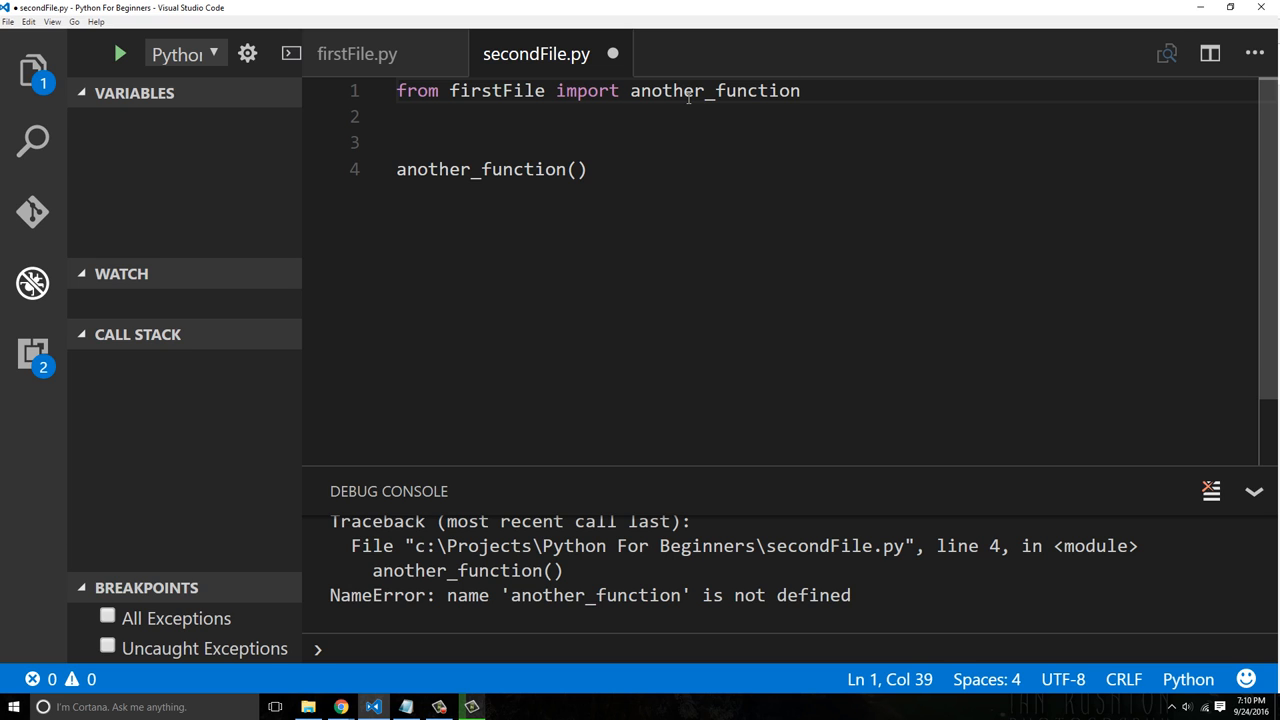 ● secondFile.py - Python For Beginners - Visual Studio Code
File Edit View Go Help
Python
firstFile.py
secondFile.py
VARIABLES
WATCH
CALL STACK
BREAKPOINTS
All Exceptions
Uncaught Exceptions
1
2
1 from firstFile import another_function
2
3
4 another_function()
DEBUG CONSOLE
Traceback (most recent call last):
File "c:\Projects\Python For Beginners\secondFile.py", line 4, in <module>
another_function()
NameError: name 'another_function' is not defined
0 0
Ln 1, Col 39 Spaces: 4 UTF-8 CRLF Python
I'm Cortana. Ask me anything.
7:10 PM
9/24/2016